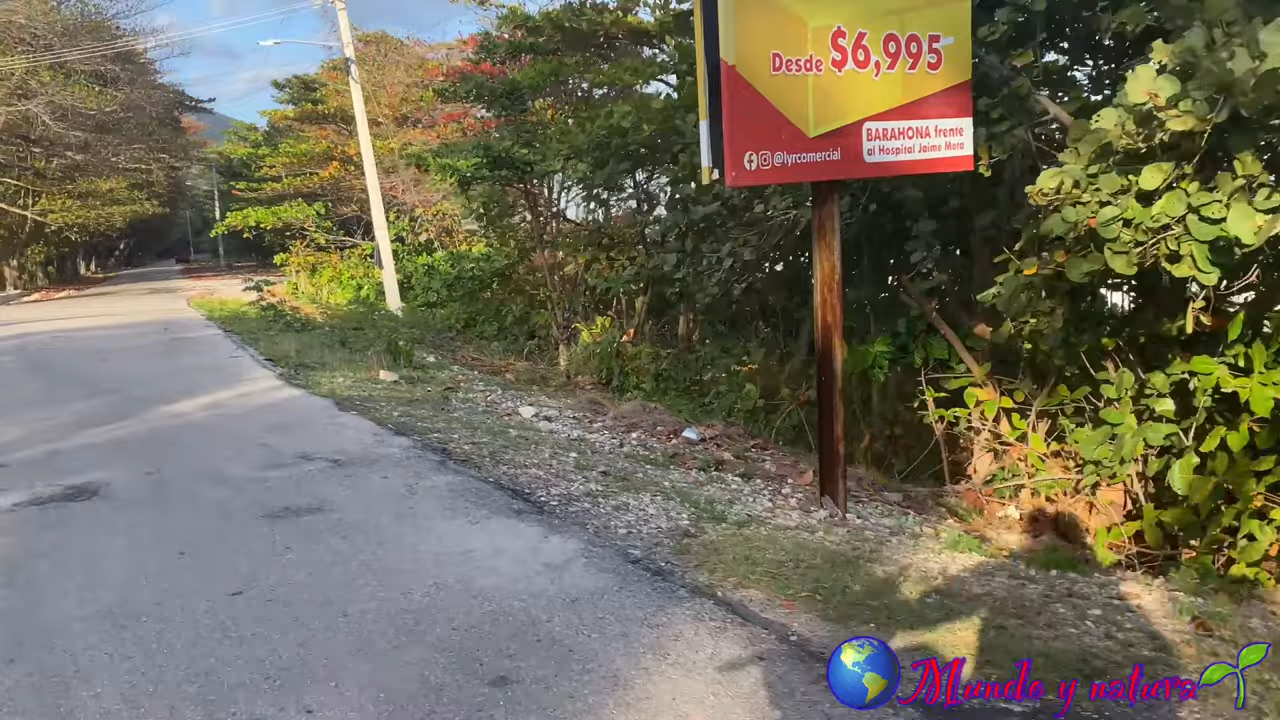 Desde $6,995
BARAHONA frente
al Hospital Jaime Mota
@lyrcomercial
Mundo y natura